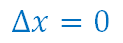 Δx = 0